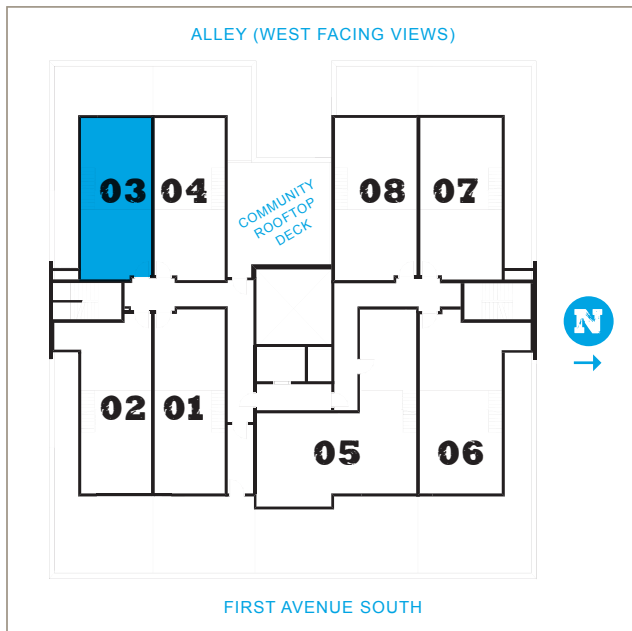 ALLEY (WEST FACING VIEWS)
03
04
COMMUNITY
ROOFTOP
DECK
08
07
N
02
01
05
06
FIRST AVENUE SOUTH